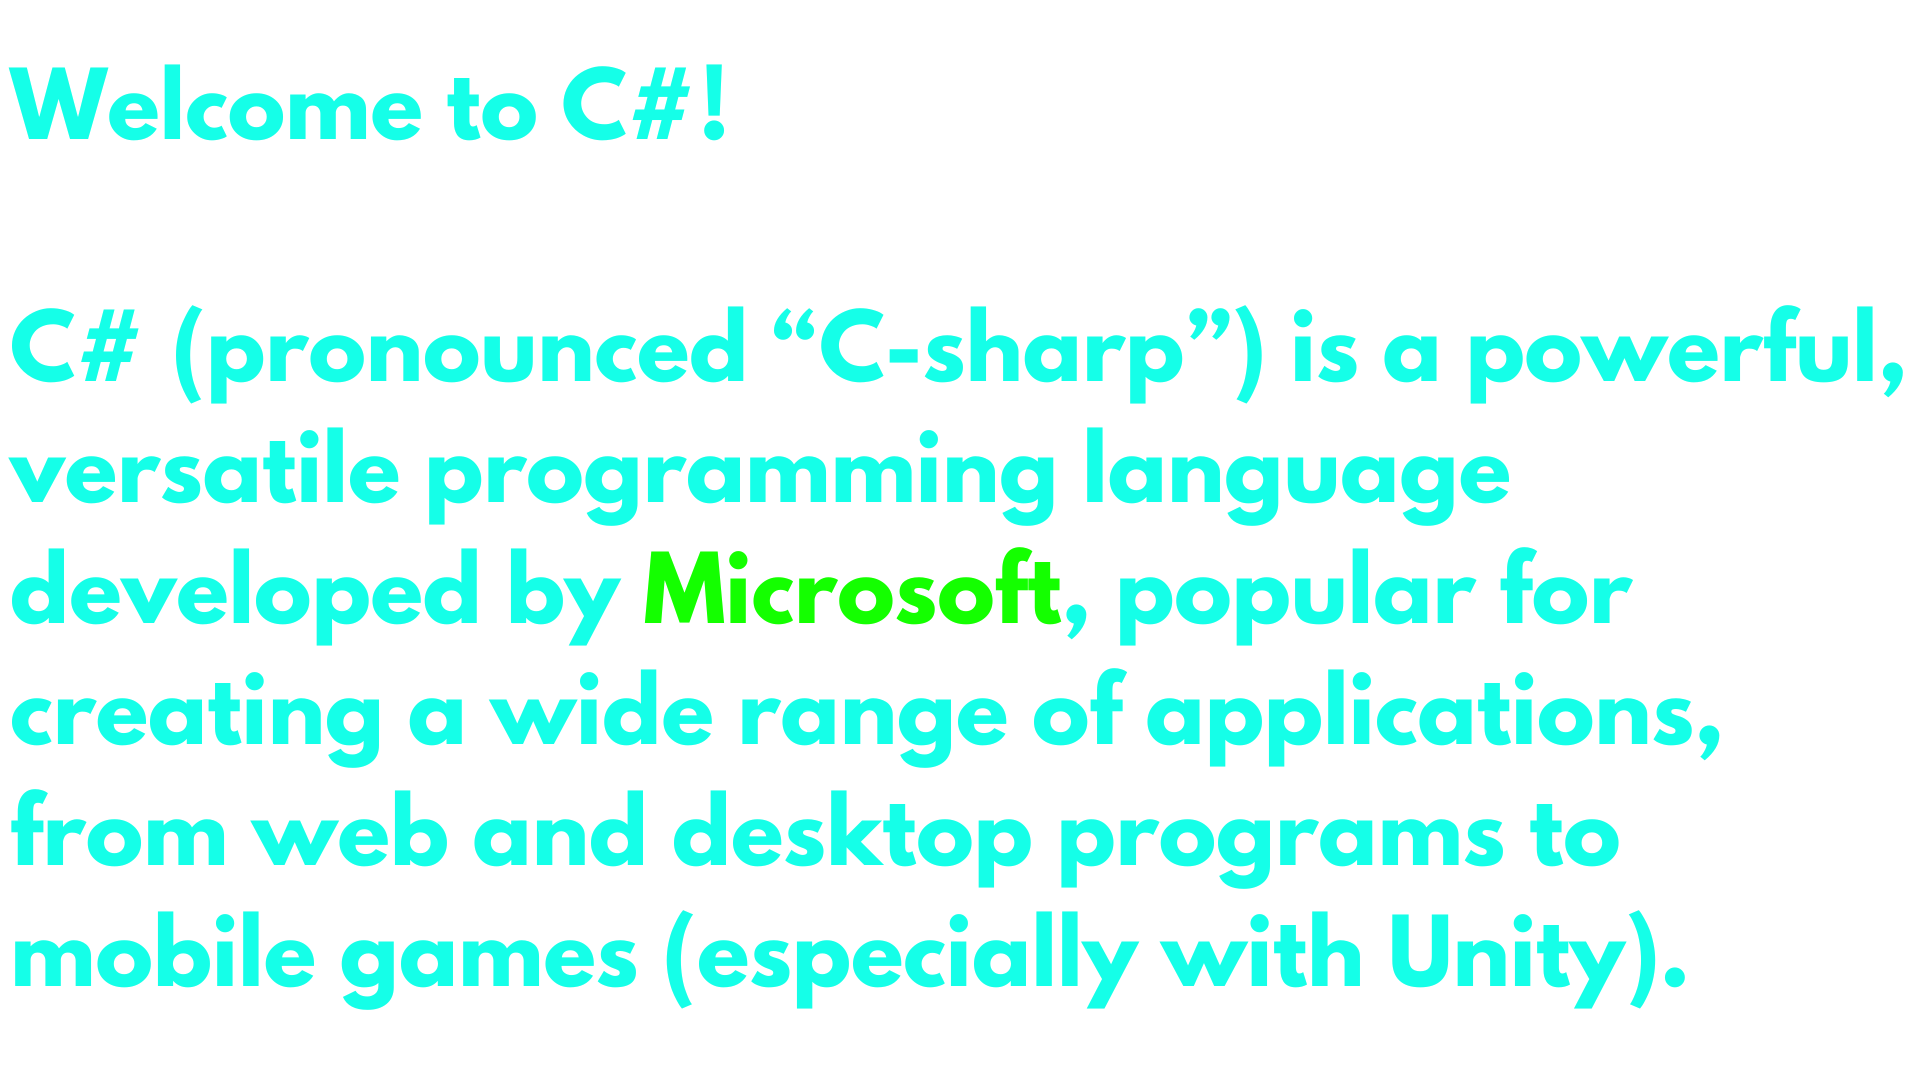 Welcome to C#!
C# (pronounced “C-sharp”) is a powerful,
versatile programming language
developed by Microsoft, popular for
creating a wide range of applications,
from web and desktop programs to
mobile games (especially with Unity).